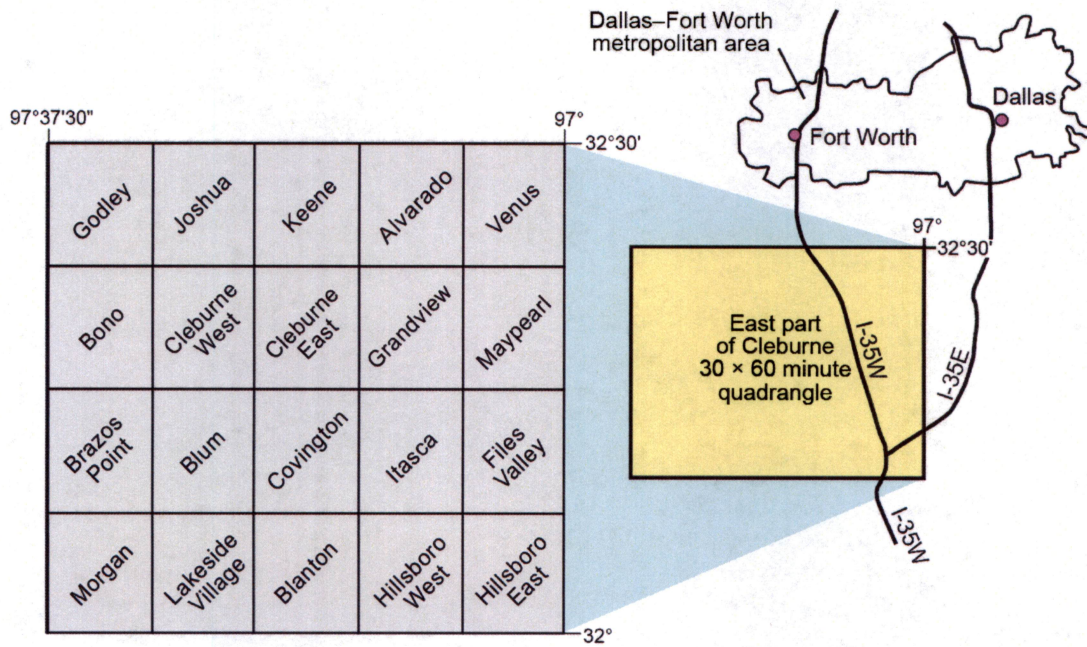 Dallas–Fort Worth
metropolitan area
Dallas
Fort Worth
97°37'30"
97°
32°30'
Godley
Joshua
Keene
Alvarado
Venus
Bono
Cleburne
West
Cleburne
East
Grandview
Maypearl
Brazos
Point
Blum
Covington
Itasca
Files
Valley
Morgan
Lakeside
Village
Blanton
Hillsboro
West
Hillsboro
East
32°
97°
32°30'
East part
of Cleburne
30 × 60 minute
quadrangle
I-35W
I-35E
I-35W